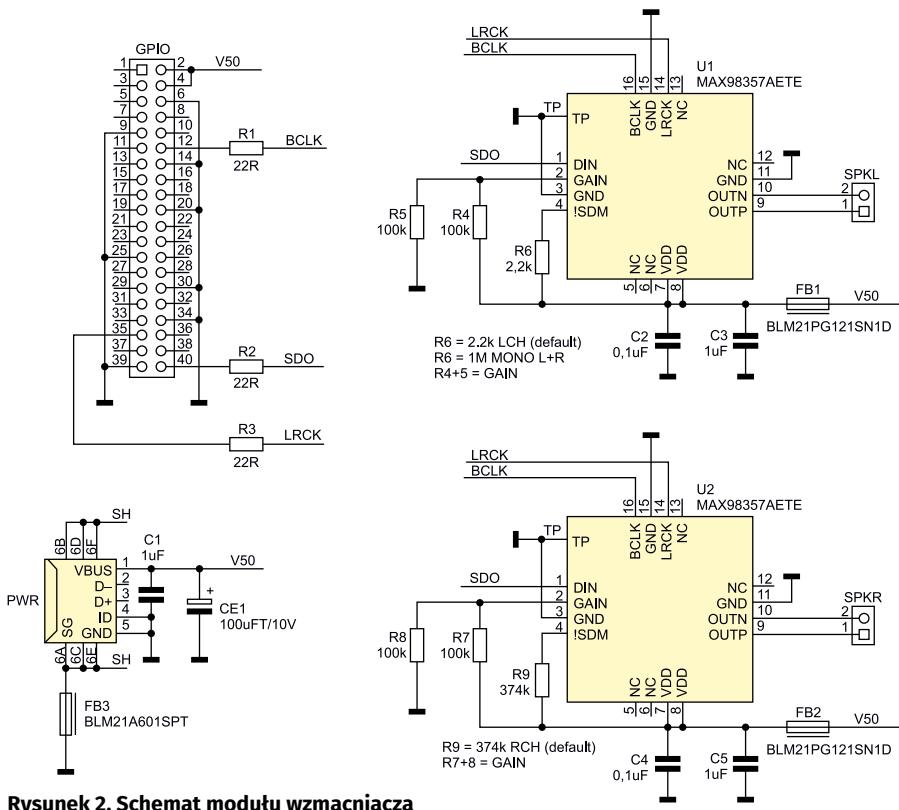 GPIO
1 2 V50
3 4
5 6
7 8
9 10
11 12 R1 BCLK
22R
13 14
15 16
17 18
19 20
21 22
23 24
25 26
27 28
29 30
31 32
33 34
35 36
37 38
39 40 R2 SDO
22R
R3 LRCK
22R
PWR
6B 6D 6F SH
C1
1uF
VBUS 1 V50
D– 2
D+ 3
ID 4
GND 5
SG
CE1
100uFT/10V
+
6A 6C 6E SH
FB3
BLM21A601SPT
LRCK
BCLK
U1
MAX98357AETE
16 15 14 13
BCLK GND LRCK NC
TP TP
SDO 1 DIN
2 GAIN
3 GND
4 !SDM
NC 12
GND 11
OUTN 10
OUTP 9
SPKL
2
1
R5
100k
R4
100k
R6
2,2k
NC NC VDD VDD
5 6 7 8
FB1 V50
BLM21PG121SN1D
C2
0,1uF
C3
1uF
R6 = 2.2k LCH (default)
R6 = 1M MONO L+R
R4+5 = GAIN
LRCK
BCLK
U2
MAX98357AETE
16 15 14 13
BCLK GND LRCK NC
TP TP
SDO 1 DIN
2 GAIN
3 GND
4 !SDM
NC 12
GND 11
OUTN 10
OUTP 9
SPKR
2
1
R8
100k
R7
100k
R9
374k
NC NC VDD VDD
5 6 7 8
FB2 V50
BLM21PG121SN1D
C4
0,1uF
C5
1uF
R9 = 374k RCH (default)
R7+8 = GAIN
Rysunek 2. Schemat modułu wzmacniacza